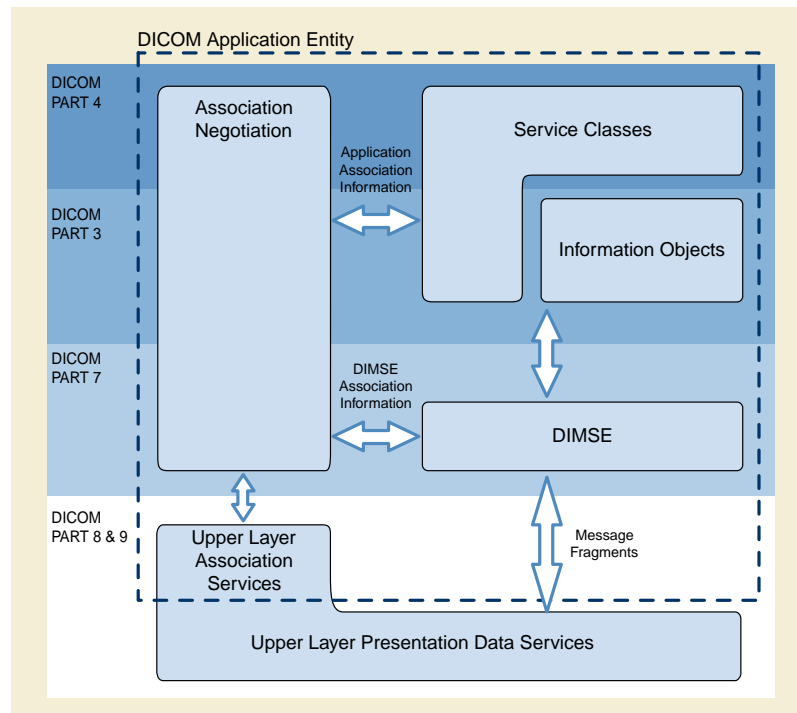 DICOM Application Entity
DICOM
PART 4
Association
Negotiation
Service Classes
Application
Association
Information
DICOM
PART 3
Information Objects
DICOM
PART 7
DIMSE
Association
Information
DIMSE
DICOM
PART 8 & 9
Upper Layer
Association
Services
Message
Fragments
Upper Layer Presentation Data Services